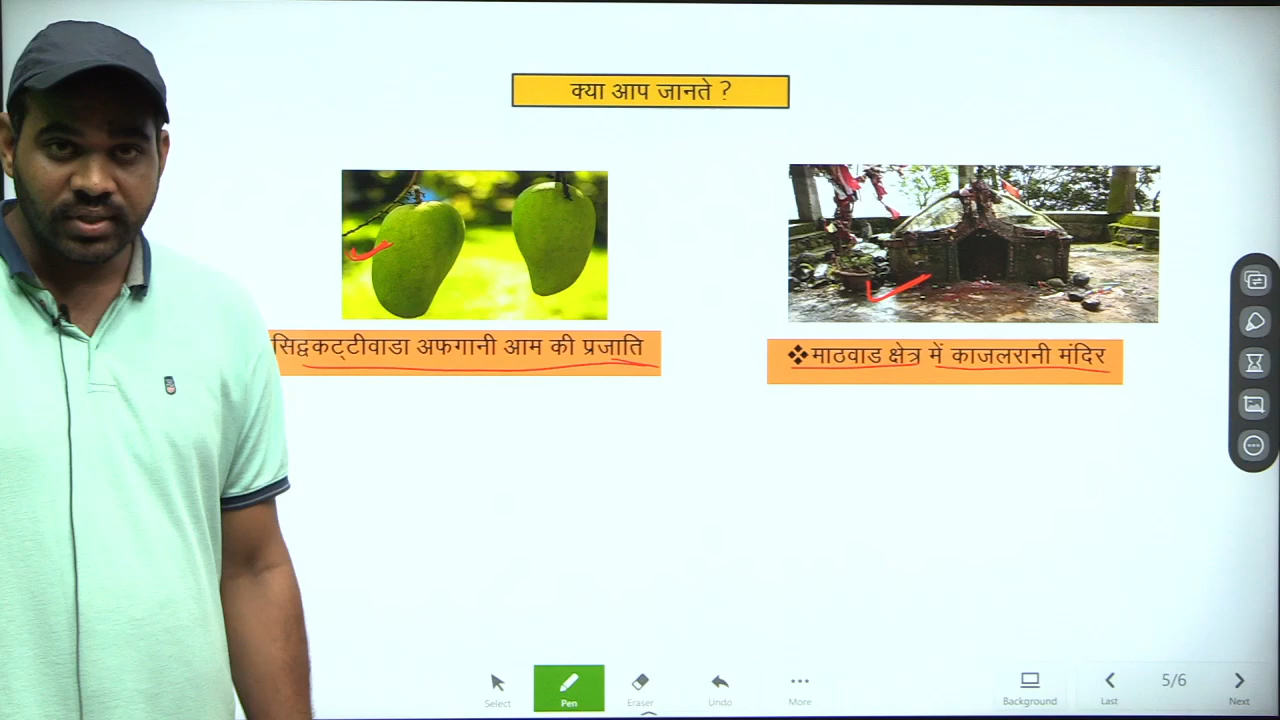 क्या आप जानते ?
सिद्वकट्टीवाडा अफगानी आम की प्रजाति
❖माठवाड क्षेत्र में काजलरानी मंदिर
Select
Pen
Eraser
Undo
More
Background
Last
5/6
Next